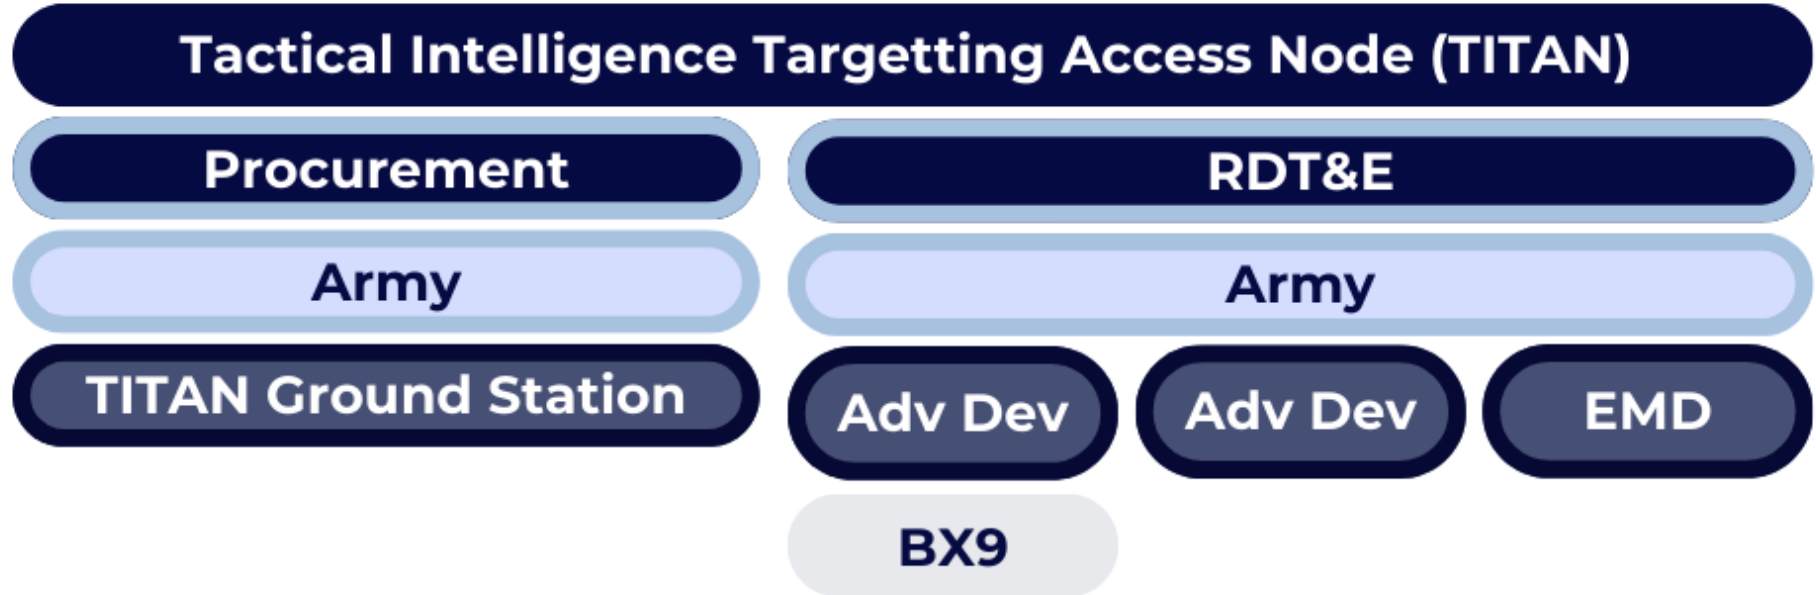 Tactical Intelligence Targetting Access Node (TITAN)
Procurement
RDT&E
Army
Army
TITAN Ground Station
Adv Dev
Adv Dev
EMD
BX9